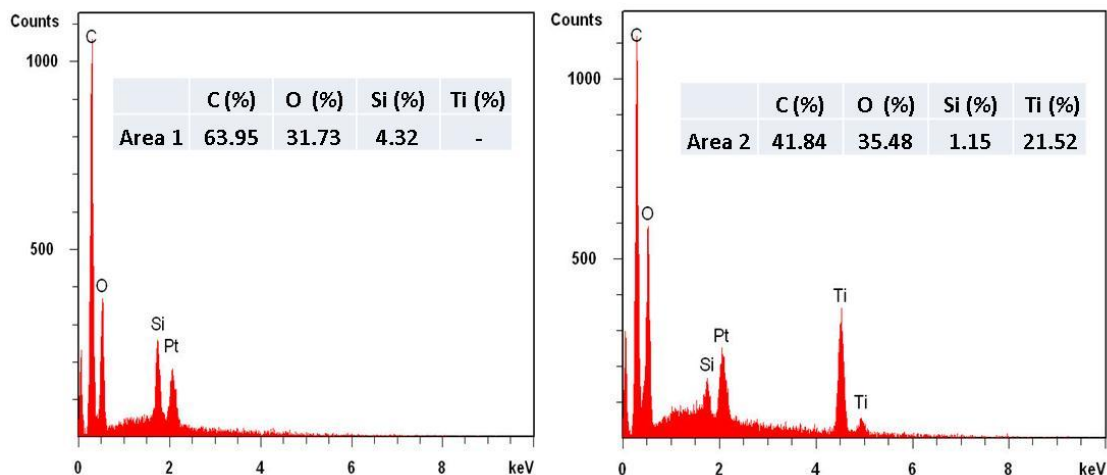 Counts
C
1000
C (%) O (%) Si (%) Ti (%)
Area 1 63.95 31.73 4.32 -
500
O
Si
Pt
0
0 2 4 6 8 keV
Counts
C
1000
C (%) O (%) Si (%) Ti (%)
Area 2 41.84 35.48 1.15 21.52
O
500
Ti
Pt
Si
Ti
0
0 2 4 6 8 keV